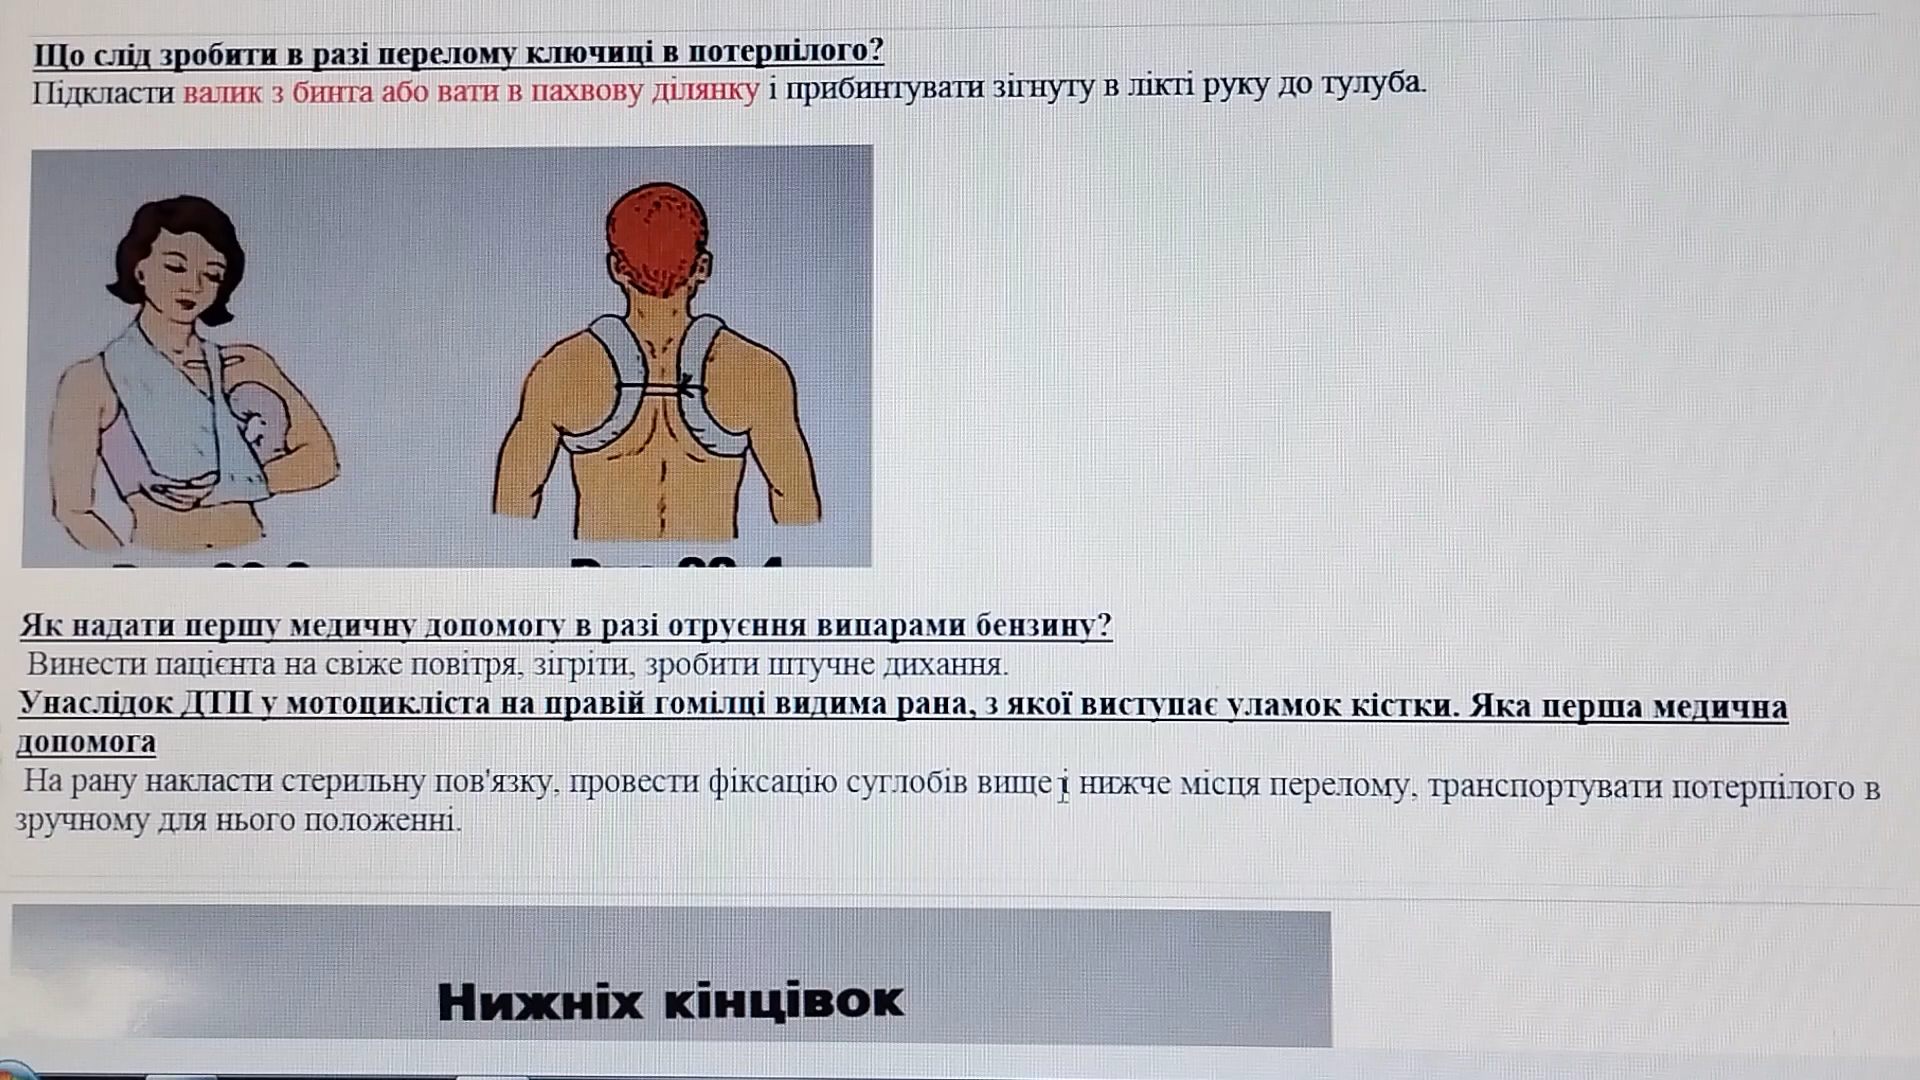 Що слід зробити в разі перелому ключиці в потерпілого?
Підкласти валик з бинта або вати в пахвову ділянку і прибинтувати зігнуту в лікті руку до тулуба.
Як надати першу медичну допомогу в разі отруєння випарами бензину?
Винести пацієнта на свіже повітря, зігріти, зробити штучне дихання.
Унаслідок ДТП у мотоцикліста на правій гомілці видима рана, з якої виступає уламок кістки. Яка перша медична
допомога
На рану накласти стерильну пов'язку, провести фіксацію суглобів вище і нижче місця перелому, транспортувати потерпілого в
зручному для нього положенні.
Нижніх кінцівок